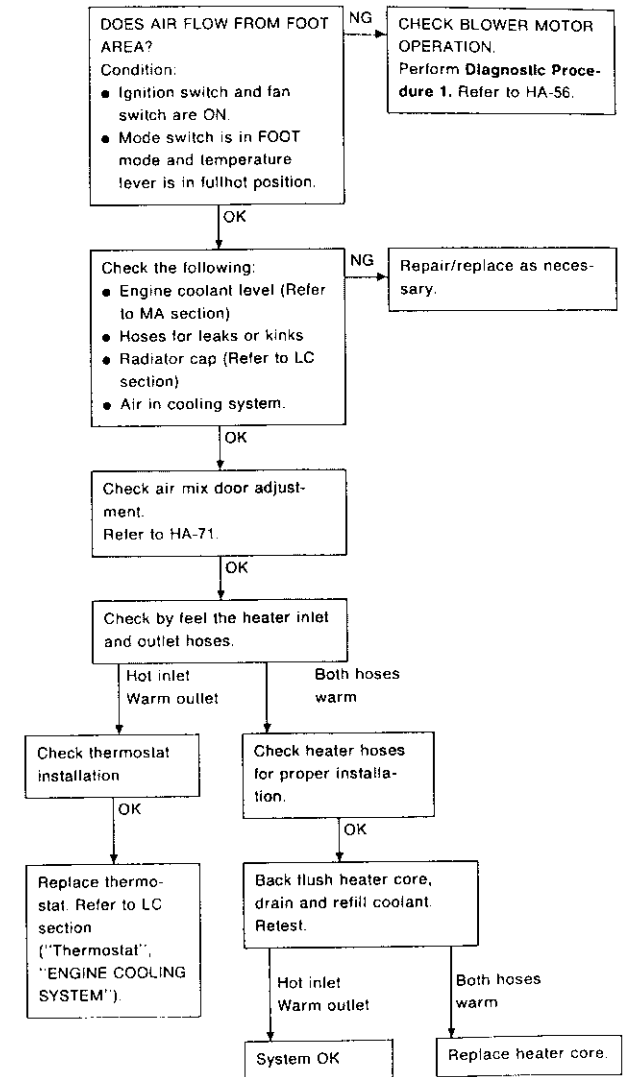 DOES AIR FLOW FROM FOOT
AREA?
Condition:
● Ignition switch and fan
switch are ON.
● Mode switch is in FOOT
mode and temperature
lever is in fullhot position.
NG
CHECK BLOWER MOTOR
OPERATION.
Perform Diagnostic Proce-
dure 1. Refer to HA-56.
OK
Check the following:
● Engine coolant level (Refer
to MA section)
● Hoses for leaks or kinks
● Radiator cap (Refer to LC
section)
● Air in cooling system.
NG
Repair/replace as neces-
sary.
OK
Check air mix door adjust-
ment.
Refer to HA-71.
OK
Check by feel the heater inlet
and outlet hoses.
Hot inlet
Warm outlet
Both hoses
warm
Check thermostat
installation
Check heater hoses
for proper installa-
tion.
OK
OK
Replace thermo-
stat. Refer to LC
section
("Thermostat",
"ENGINE COOLING
SYSTEM").
Back flush heater core,
drain and refill coolant.
Retest.
Hot inlet
Warm outlet
Both hoses
warm
System OK
Replace heater core.